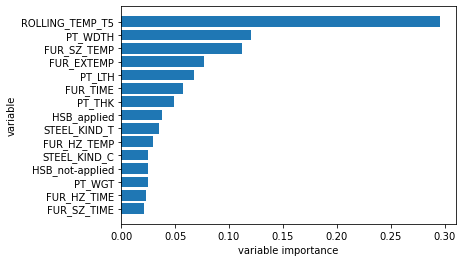 ROLLING_TEMP_T5
PT_WDTH
FUR_SZ_TEMP
FUR_EXTEMP
PT_LTH
FUR_TIME
PT_THK
HSB_applied
STEEL_KIND_T
FUR_HZ_TEMP
STEEL_KIND_C
HSB_not-applied
PT_WGT
FUR_HZ_TIME
FUR_SZ_TIME
variable
0.00 0.05 0.10 0.15 0.20 0.25 0.30
variable importance